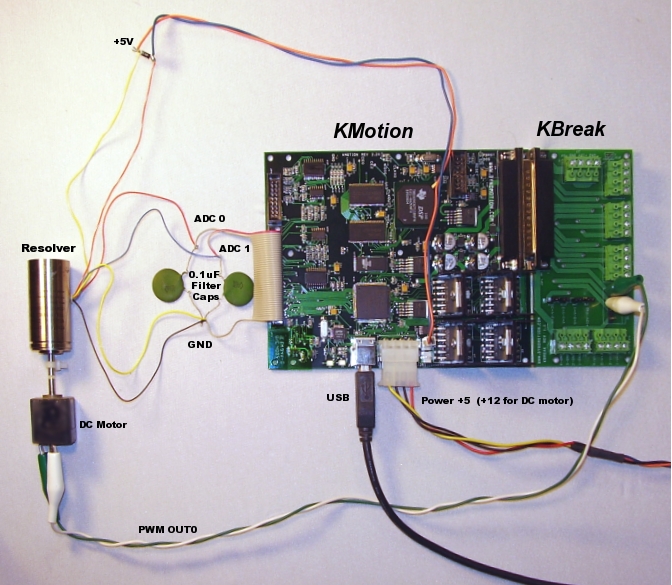 +5V
KMotion
KBreak
ADC 0
Resolver
ADC 1
0.1uF
Filter
Caps
GND
USB
Power +5 (+12 for DC motor)
DC Motor
PWM OUT0